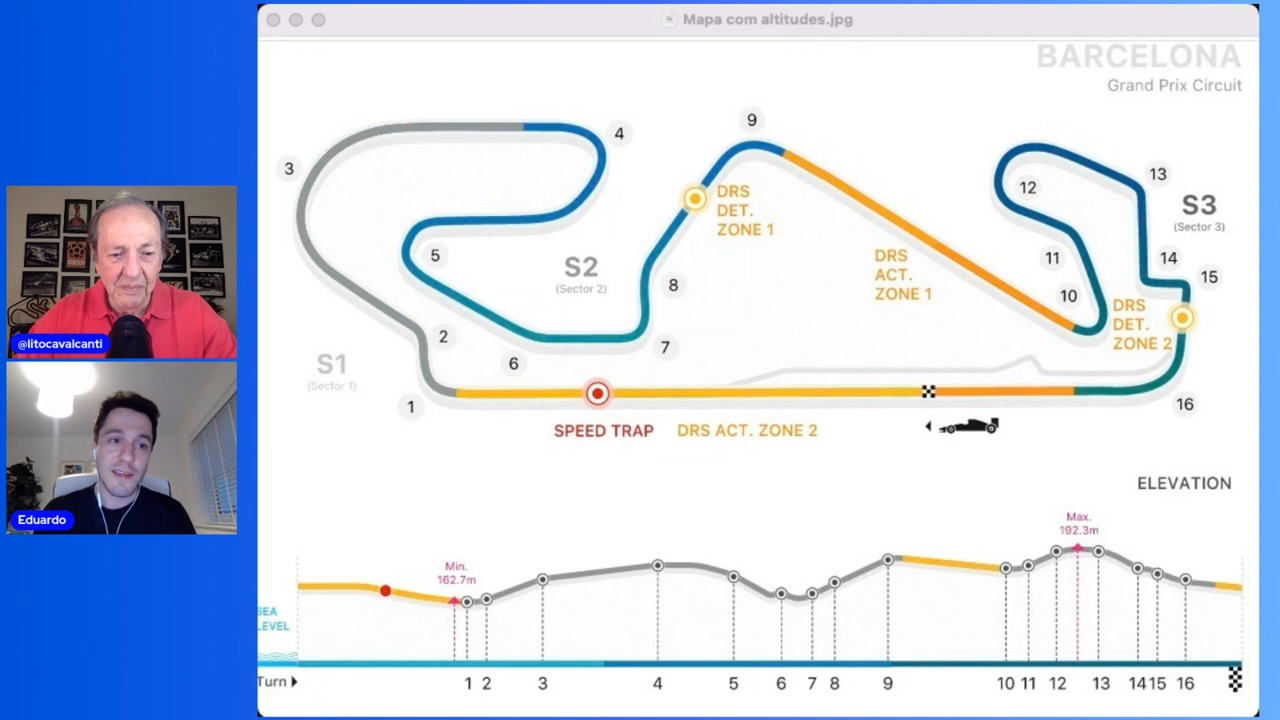 Mapa com altitudes.jpg
BARCELONA
Grand Prix Circuit
3
4
9
12
13
S3
(Sector 3)
DRS
DET.
ZONE 1
5
S2
(Sector 2)
8
DRS
ACT.
ZONE 1
11
14
15
10
DRS
DET.
ZONE 2
2
S1
(Sector 1)
6
7
1
16
SPEED TRAP
DRS ACT. ZONE 2
@litocavalcanti
Eduardo
ELEVATION
Min.
162.7m
Max.
192.3m
SEA
LEVEL
Turn
1 2 3 4 5 6 7 8 9 10 11 12 13 14 15 16